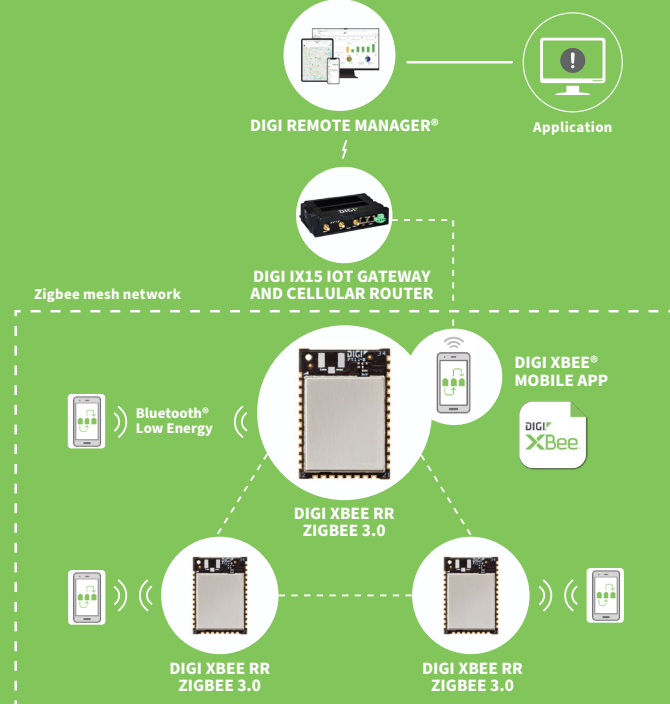 DIGI REMOTE MANAGER®
Application
DIGI
DIGI IX15 IOT GATEWAY
AND CELLULAR ROUTER
Zigbee mesh network
DIGI
DIGI XBEE®
MOBILE APP
Bluetooth®
Low Energy
DIGI
XBee
DIGI XBEE RR
ZIGBEE 3.0
DIGI XBEE RR
ZIGBEE 3.0
DIGI XBEE RR
ZIGBEE 3.0